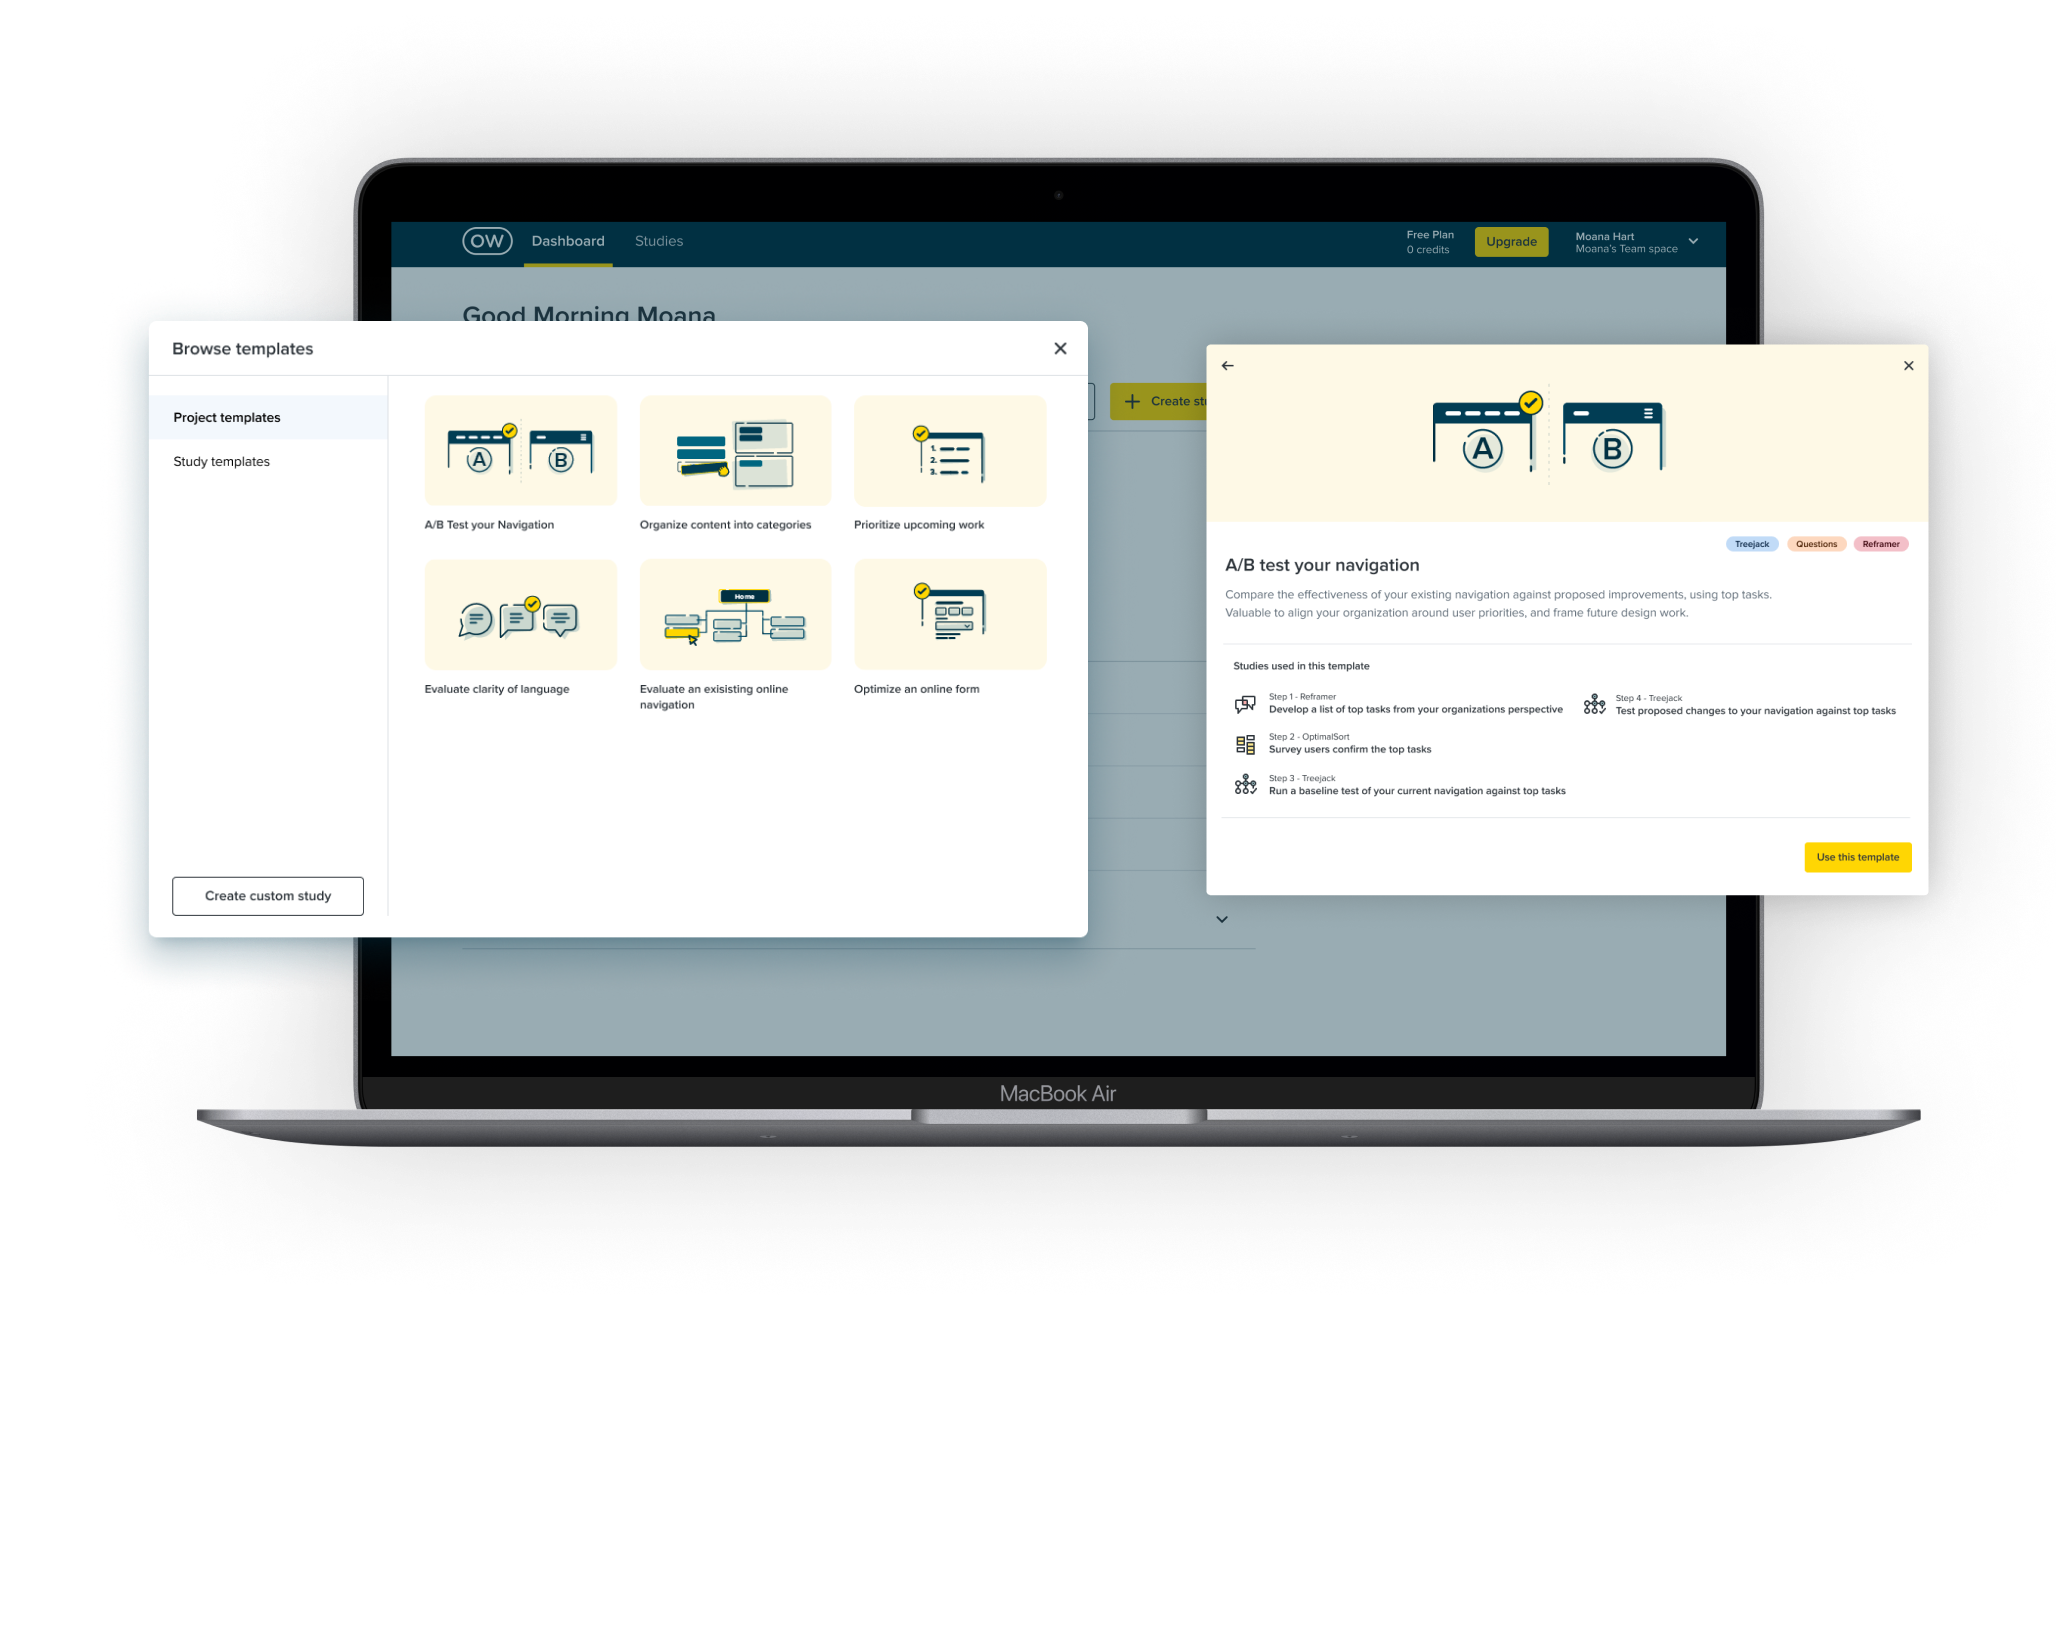 OW
Dashboard
Studies
Free Plan
0 credits
Upgrade
Moana Hart
Moana's Team space
Good Morning Moana
Create
Browse templates
Project templates
Study templates
Create custom study
A
B
A/B Test your Navigation
Organize content into categories
1.
2.
3.
Prioritize upcoming work
Evaluate clarity of language
Home
Evaluate an exisisting online
navigation
Optimize an online form
A
B
Treejack
Questions
Reframer
A/B test your navigation
Compare the effectiveness of your existing navigation against proposed improvements, using top tasks.
Valuable to align your organization around user priorities, and frame future design work.
Studies used in this template
Step 1 - Reframer
Develop a list of top tasks from your organizations perspective
Step 2 - OptimalSort
Survey users confirm the top tasks
Step 3 - Treejack
Run a baseline test of your current navigation against top tasks
Step 4 - Treejack
Test proposed changes to your navigation against top tasks
Use this template
MacBook Air